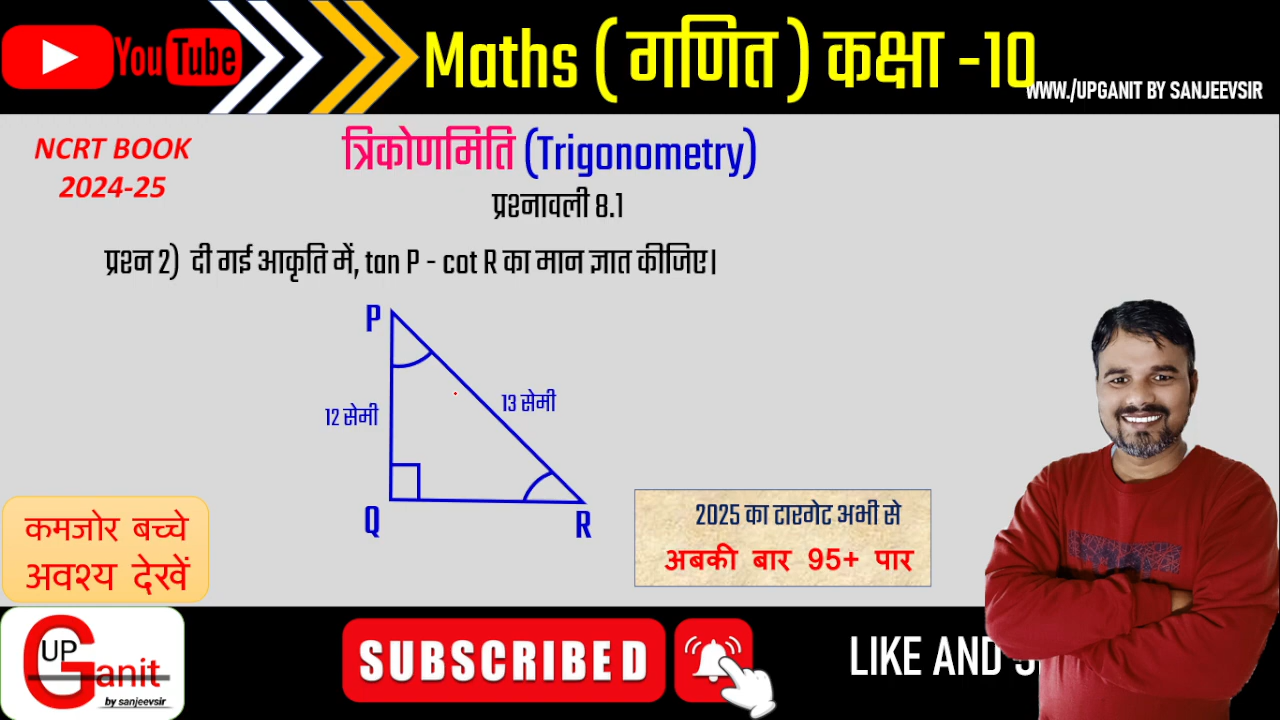 YouTube
Maths ( गणित ) कक्षा -10
WWW./UPGANIT BY SANJEEVSIR
NCRT BOOK
2024-25
त्रिकोणमिति (Trigonometry)
प्रश्नावली 8.1
प्रश्न 2) दी गई आकृति में, tan P - cot R का मान ज्ञात कीजिए।
P
12 सेमी
13 सेमी
Q
R
कमजोर बच्चे
अवश्य देखें
2025 का टारगेट अभी से
अबकी बार 95+ पार
UP
Ganit
by sanjeevsir
SUBSCRIBED
LIKE AND